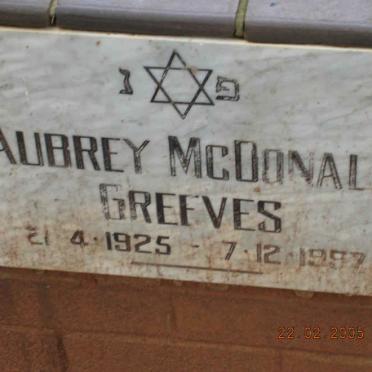 פ נ
AUBREY McDONAL
GREEVES
21 4·1925 - 7·12·
22.02.2005